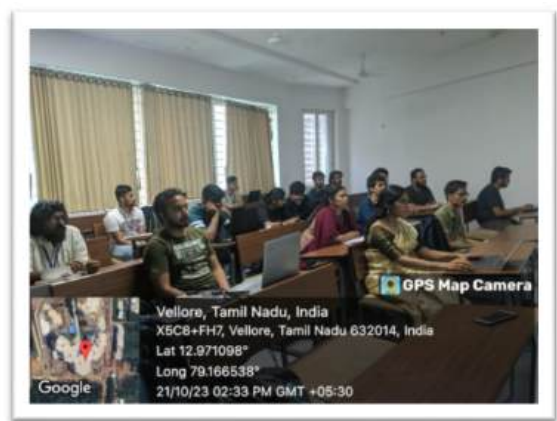 GPS Map Camera
Vellore, Tamil Nadu, India
X5C8+FH7, Vellore, Tamil Nadu 632014, India
Lat 12.971098°
Long 79.166538°
21/10/23 02:33 PM GMT +05:30
Google